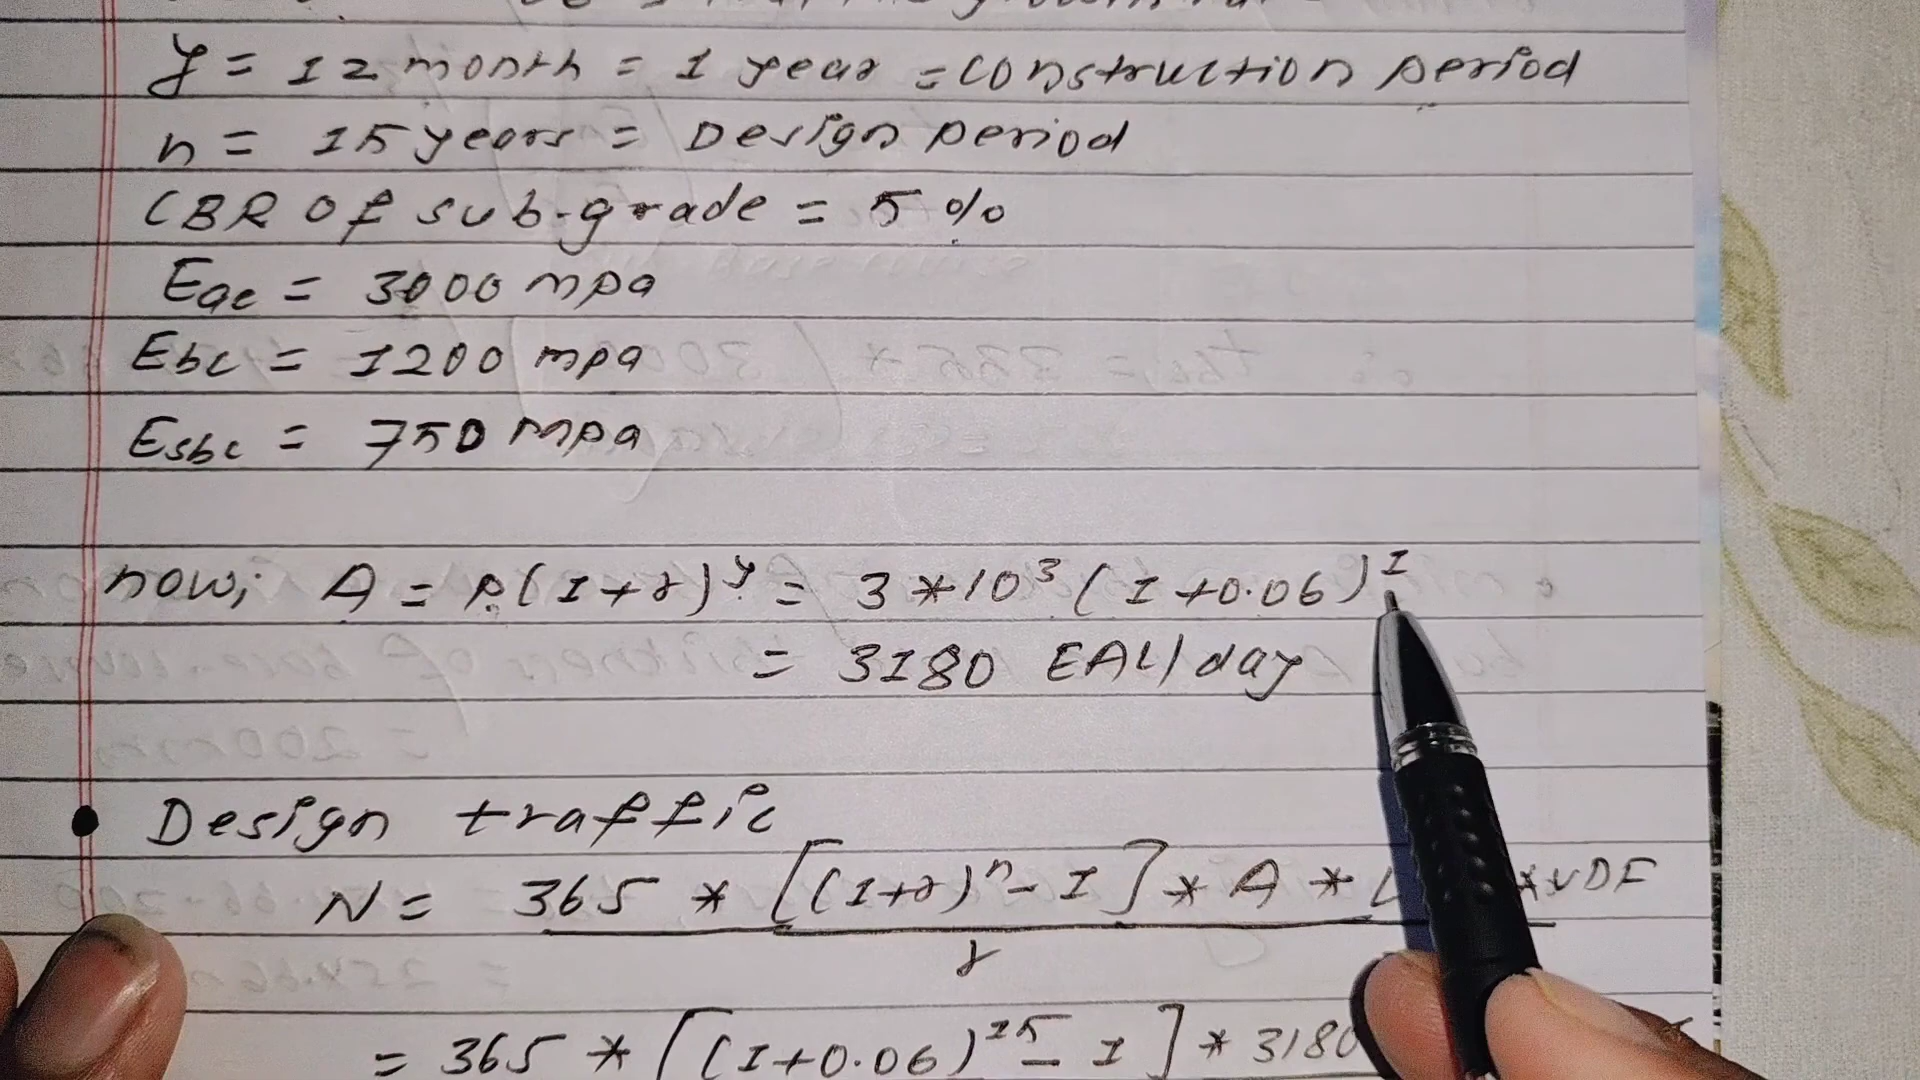 y = 12 month = 1 year = construction period
n = 15 years = Design period
CBR of sub-grade = 5 %
Eac = 3000 mpa
Ebc = 1200 mpa
Esbc = 750 mpa
now; A = P(1+r)^y = 3*10^3 (1+0.06)^1
= 3180 EAL/day
• Design traffic
N = 365 * [(1+r)^n - 1] * A * L * VDF
r
= 365 * [(1+0.06)^15 - 1] * 3180